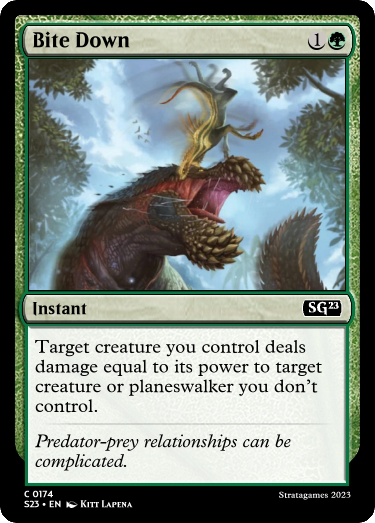 Bite Down 1
Instant SG23
Target creature you control deals
damage equal to its power to target
creature or planeswalker you don't
control.
Predator-prey relationships can be
complicated.
C 0174
S23 • EN Kitt Lapena Stratagames 2023